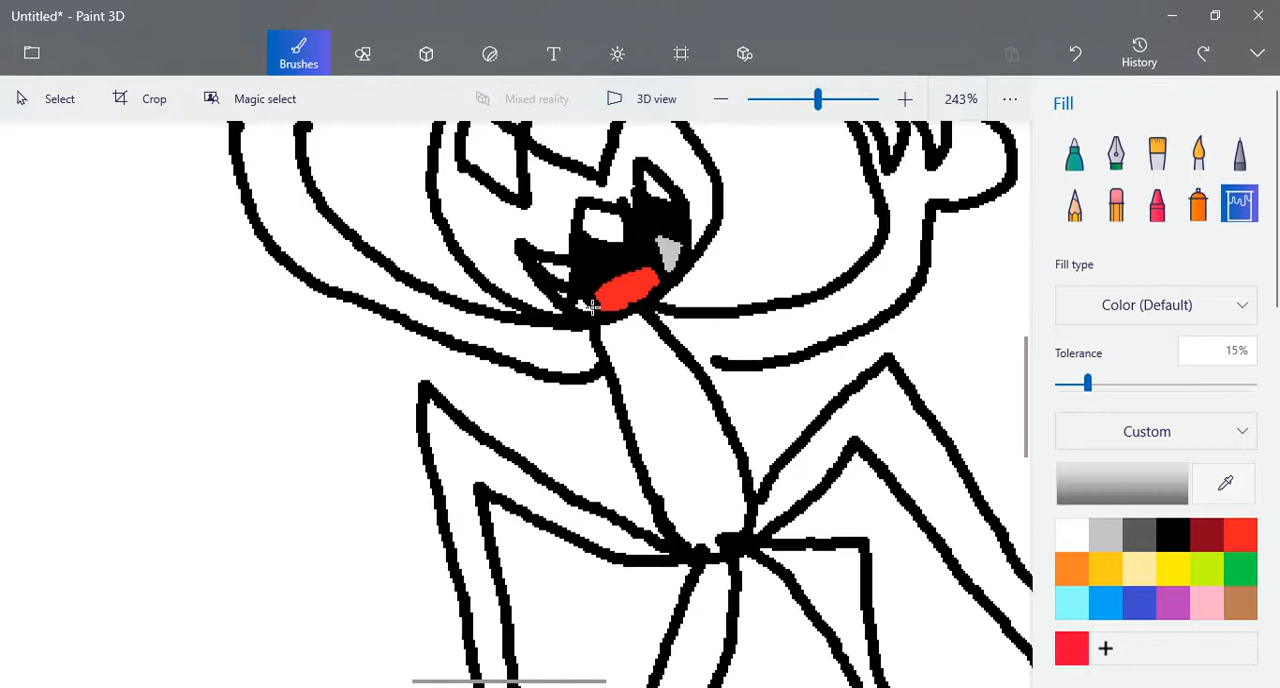 Untitled* - Paint 3D
Brushes
History
Select
Crop
Magic select
Mixed reality
3D view
243%
Fill
Fill type
Color (Default)
Tolerance
15%
Custom